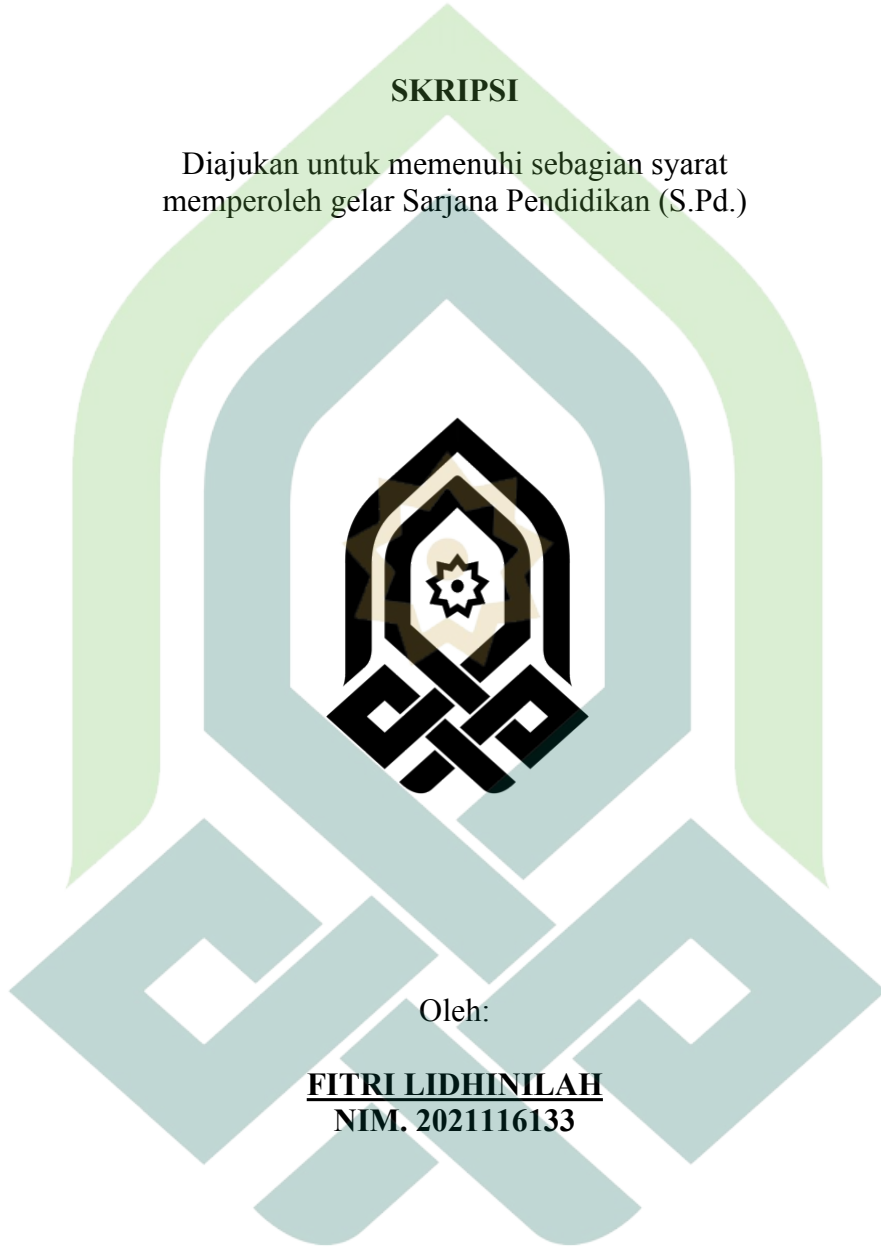 SKRIPSI
Diajukan untuk memenuhi sebagian syarat
memperoleh gelar Sarjana Pendidikan (S.Pd.)
Oleh:
FITRI LIDHINILAH
NIM. 2021116133